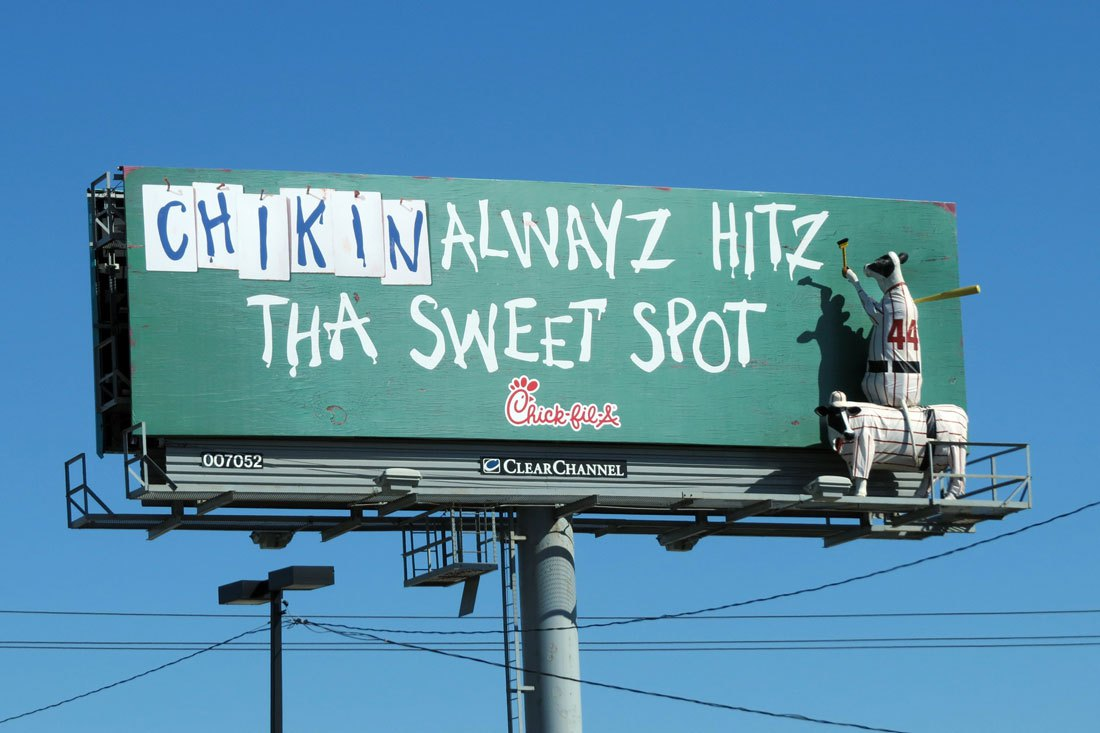 CHIKIN ALWAYZ HITZ
THA SWEET SPOT
Chick-fil-A
44
007052
CLEARCHANNEL